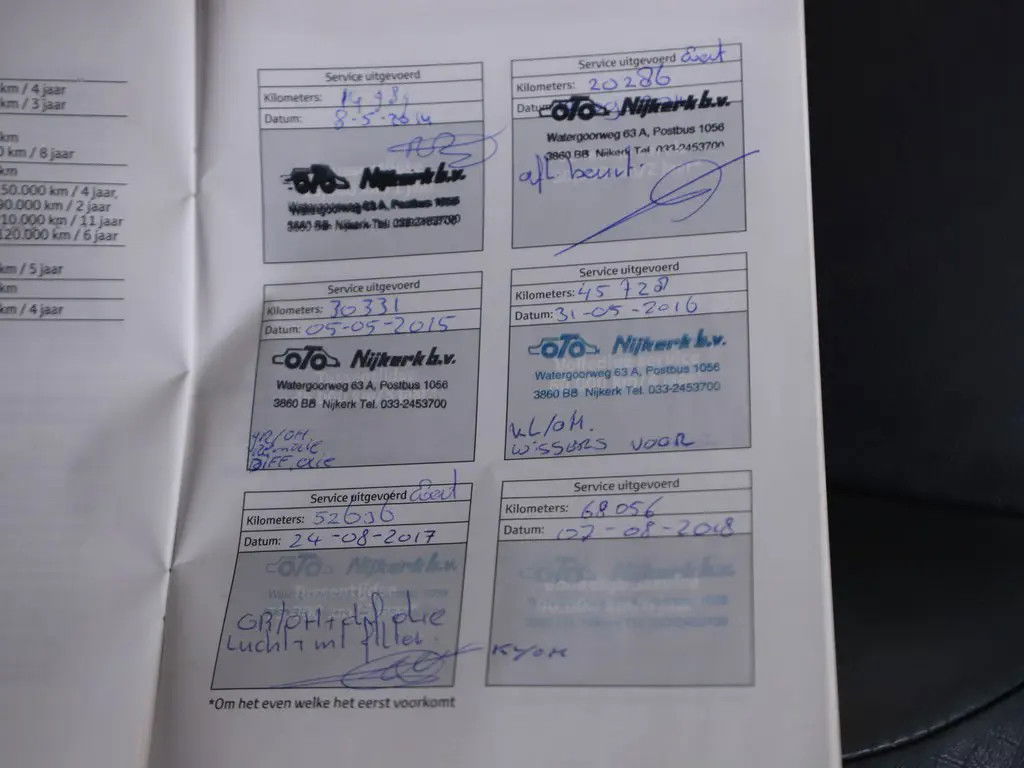 km / 4 jaar
km / 3 jaar
km
0 km / 8 jaar
km
50.000 km / 4 jaar,
90.000 km / 2 jaar
10.000 km / 11 jaar
120.000 km / 6 jaar
km / 5 jaar
km
km / 4 jaar
Service uitgevoerd
Kilometers:
Datum: 8-5-2014
OTO Nijkerk b.v.
Watergoorweg 63 A, Postbus 1056
3860 BB Nijkerk Tel. 033-2453700
Service uitgevoerd
Kilometers: 20286
Datum
OTO Nijkerk b.v.
Watergoorweg 63 A, Postbus 1056
3860 BB Nijkerk Tel. 033-2453700
afl. beurt.
Service uitgevoerd
Kilometers: 30331
Datum: 05-05-2015
OTO Nijkerk b.v.
Watergoorweg 63 A, Postbus 1056
3860 BB Nijkerk Tel. 033-2453700
GR/OH.
REMOLIE
DIFF. OLIE
Service uitgevoerd
Kilometers: 45728
Datum: 31-05-2016
OTO Nijkerk b.v.
Watergoorweg 63 A, Postbus 1056
3860 BB Nijkerk Tel. 033-2453700
KL/OH.
WISSERS VOOR
Service uitgevoerd
Kilometers: 52636
Datum: 24-08-2017
OTO Nijkerk b.v.
GR/OH + diff olie
Lucht + int filter.
Service uitgevoerd
Kilometers: 68056
Datum: 02-08-2018
OTO Nijkerk b.v.
*Om het even welke het eerst voorkomt